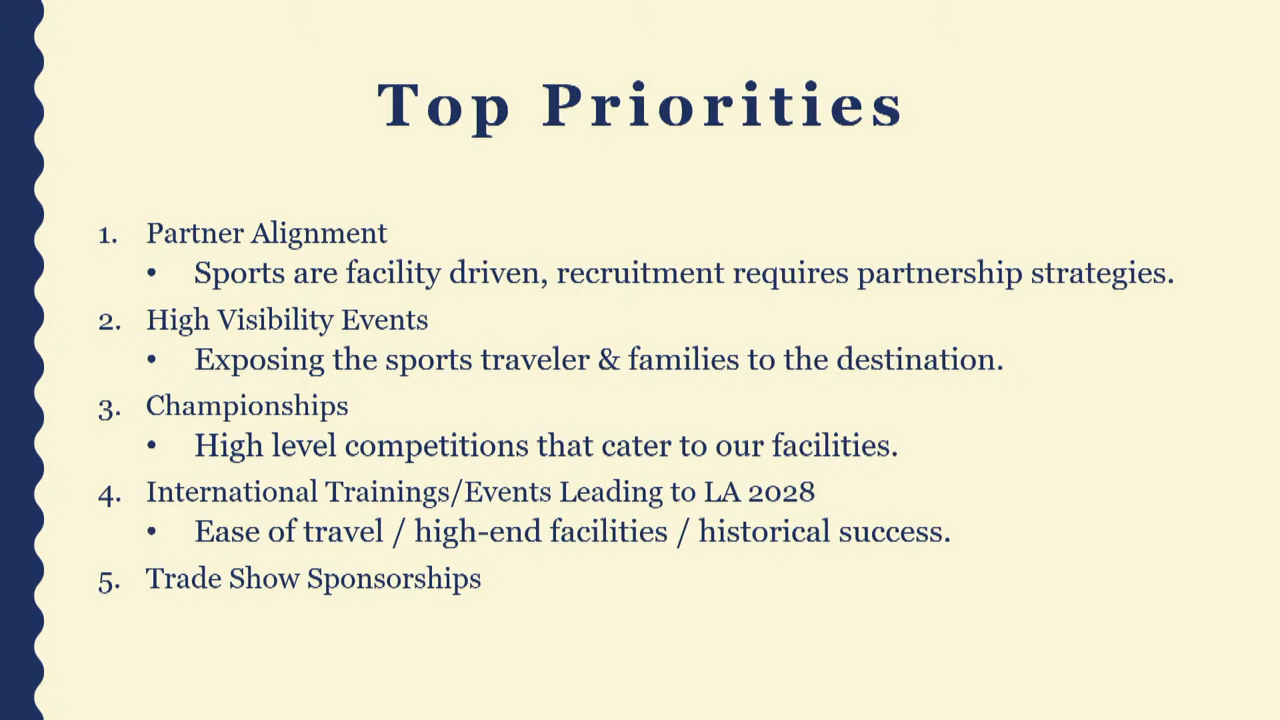 Top Priorities
1. Partner Alignment
• Sports are facility driven, recruitment requires partnership strategies.
2. High Visibility Events
• Exposing the sports traveler & families to the destination.
3. Championships
• High level competitions that cater to our facilities.
4. International Trainings/Events Leading to LA 2028
• Ease of travel / high-end facilities / historical success.
5. Trade Show Sponsorships